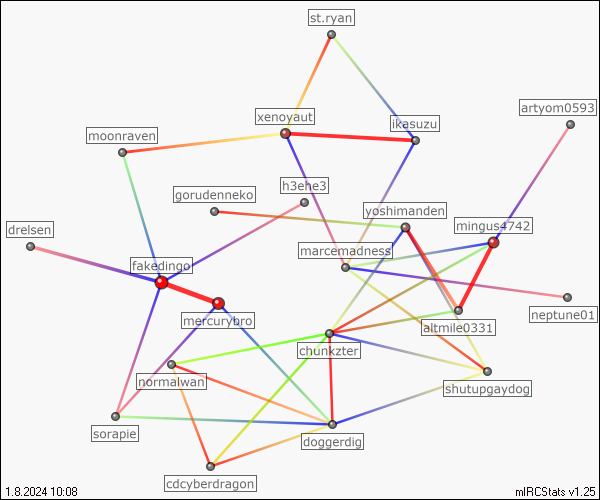 st.ryan
artyom0593
xenoyaut
ikasuzu
moonraven
h3ehe3
gorudenneko
yoshimanden
mingus4742
drelsen
marcemadness
fakedingo
neptune01
mercurybro
altmile0331
chunkzter
normalwan
shutupgaydog
sorapie
doggerdig
cdcyberdragon
1.8.2024 10:08
mIRCStats v1.25